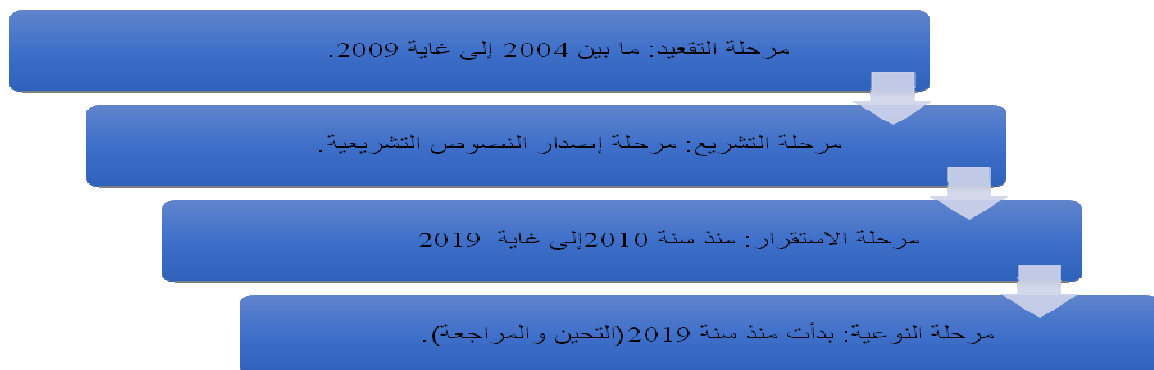 مرحلة التقعيد: ما بين 2004 إلى غاية 2009.
مرحلة التشريع: مرحلة إصدار النصوص التشريعية.
مرحلة الاستقرار: منذ سنة 2010إلى غاية 2019
مرحلة النوعية: بدأت منذ سنة 2019(التحين والمراجعة).